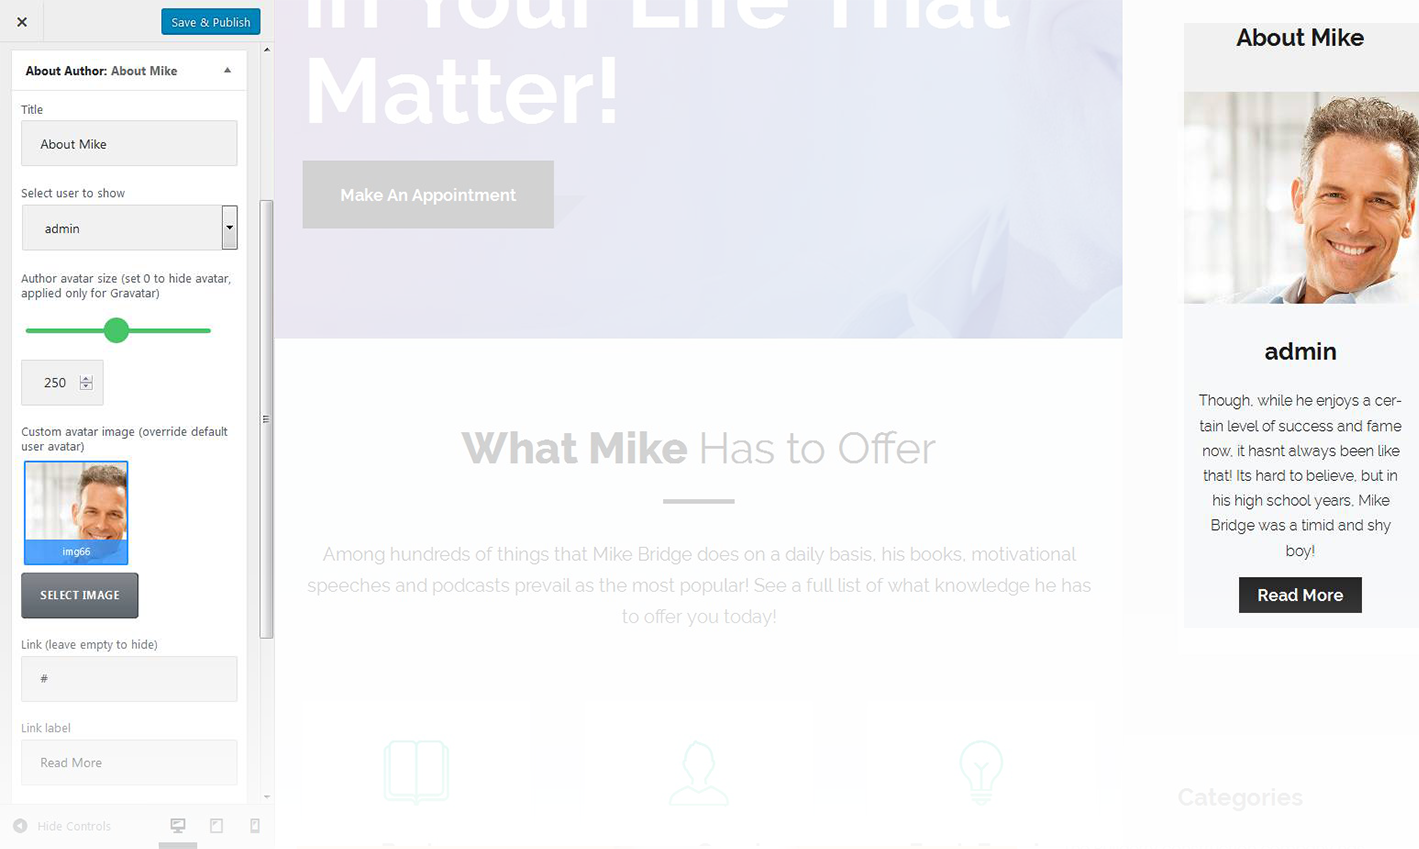 Save & Publish
About Author: About Mike
Title
About Mike
Select user to show
admin
Author avatar size (set 0 to hide avatar,
applied only for Gravatar)
250
Custom avatar image (override default
user avatar)
img66
SELECT IMAGE
Link (leave empty to hide)
#
Link label
Read More
Hide Controls
in Your Life That
Matter!
Make An Appointment
What Mike Has to Offer
Among hundreds of things that Mike Bridge does on a daily basis, his books, motivational
speeches and podcasts prevail as the most popular! See a full list of what knowledge he has
to offer you today!
About Mike
admin
Though, while he enjoys a cer-
tain level of success and fame
now, it hasnt always been like
that! Its hard to believe, but in
his high school years, Mike
Bridge was a timid and shy
boy!
Read More
Categories